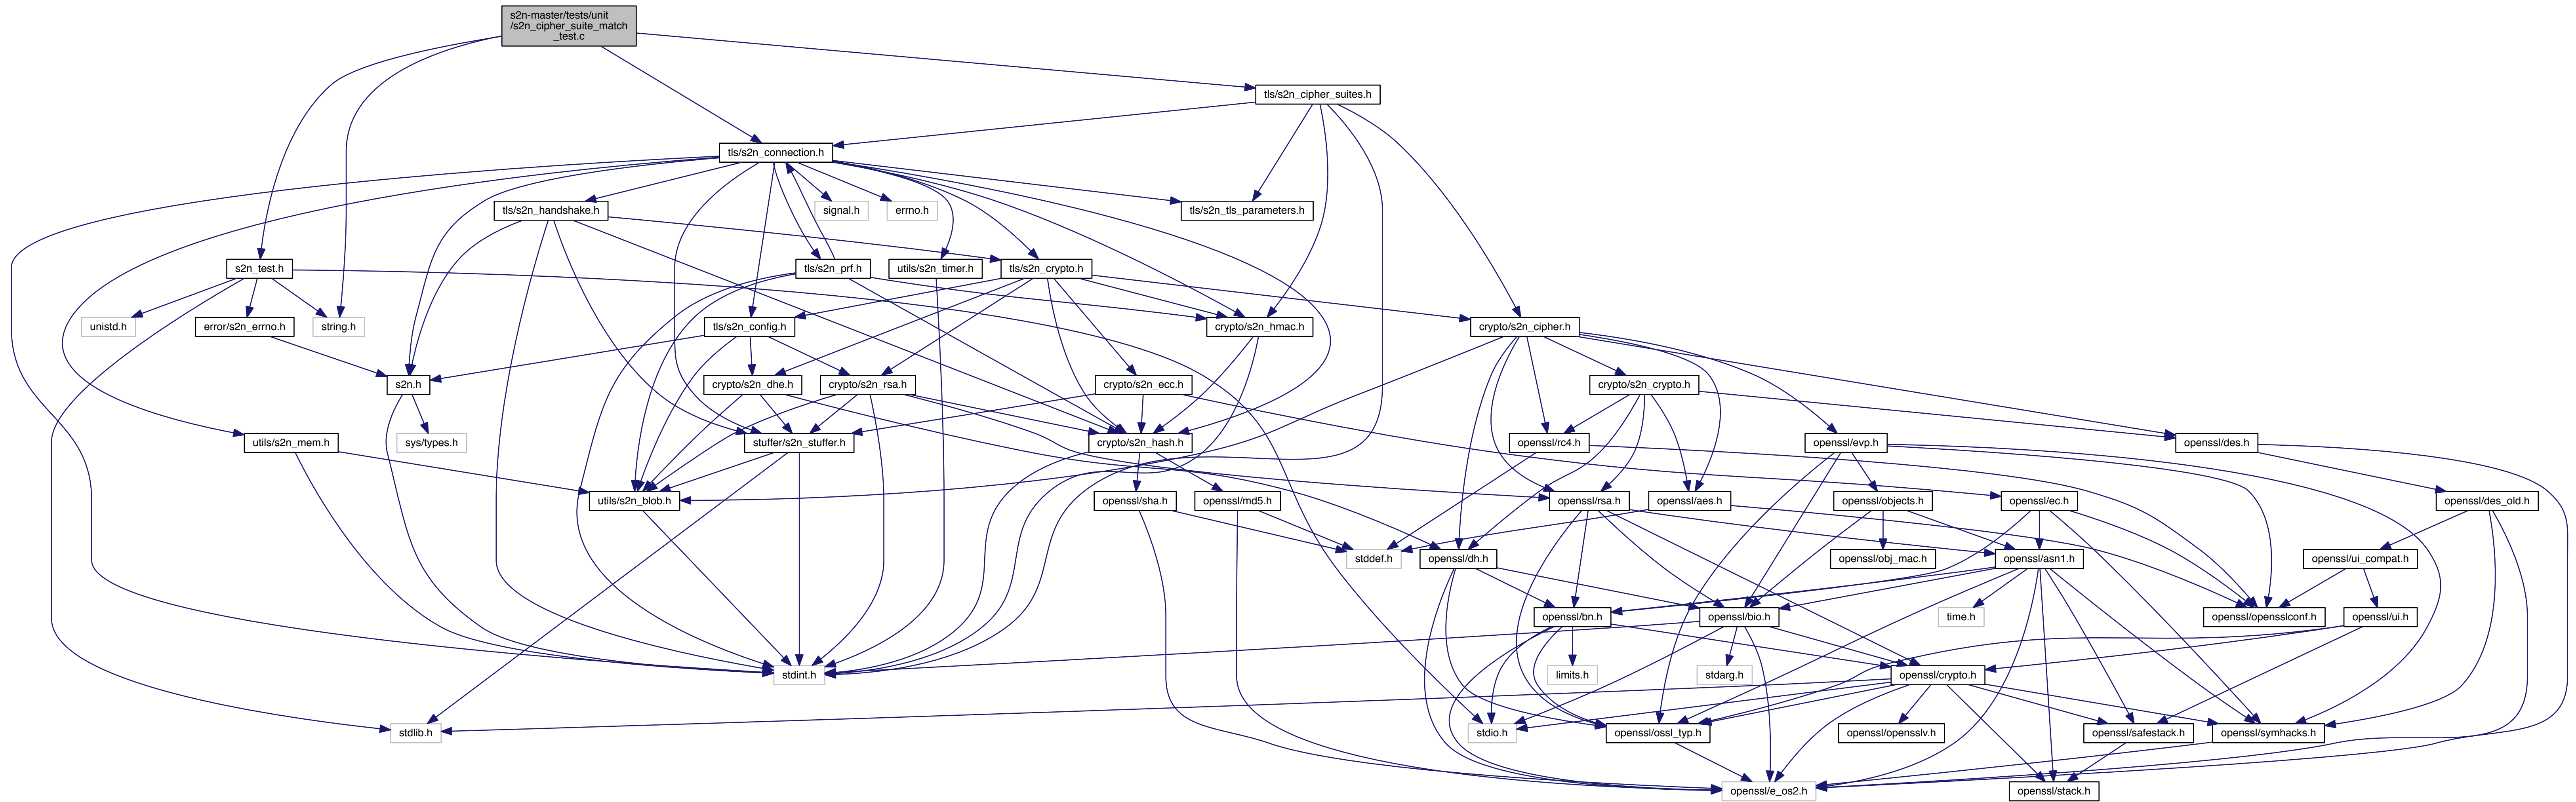 s2n-master/tests/unit
/s2n_cipher_suite_match
_test.c
tls/s2n_cipher_suites.h
tls/s2n_connection.h
tls/s2n_handshake.h
signal.h
errno.h
tls/s2n_tls_parameters.h
s2n_test.h
tls/s2n_prf.h
utils/s2n_timer.h
tls/s2n_crypto.h
unistd.h
error/s2n_errno.h
string.h
tls/s2n_config.h
crypto/s2n_hmac.h
crypto/s2n_cipher.h
s2n.h
crypto/s2n_dhe.h
crypto/s2n_rsa.h
crypto/s2n_ecc.h
crypto/s2n_crypto.h
utils/s2n_mem.h
sys/types.h
stuffer/s2n_stuffer.h
crypto/s2n_hash.h
openssl/rc4.h
openssl/evp.h
openssl/des.h
utils/s2n_blob.h
openssl/sha.h
openssl/md5.h
openssl/rsa.h
openssl/aes.h
openssl/objects.h
openssl/ec.h
openssl/des_old.h
stddef.h
openssl/dh.h
openssl/obj_mac.h
openssl/asn1.h
openssl/ui_compat.h
openssl/bn.h
openssl/bio.h
time.h
openssl/opensslconf.h
openssl/ui.h
stdint.h
limits.h
stdarg.h
openssl/crypto.h
stdlib.h
stdio.h
openssl/ossl_typ.h
openssl/opensslv.h
openssl/safestack.h
openssl/symhacks.h
openssl/e_os2.h
openssl/stack.h